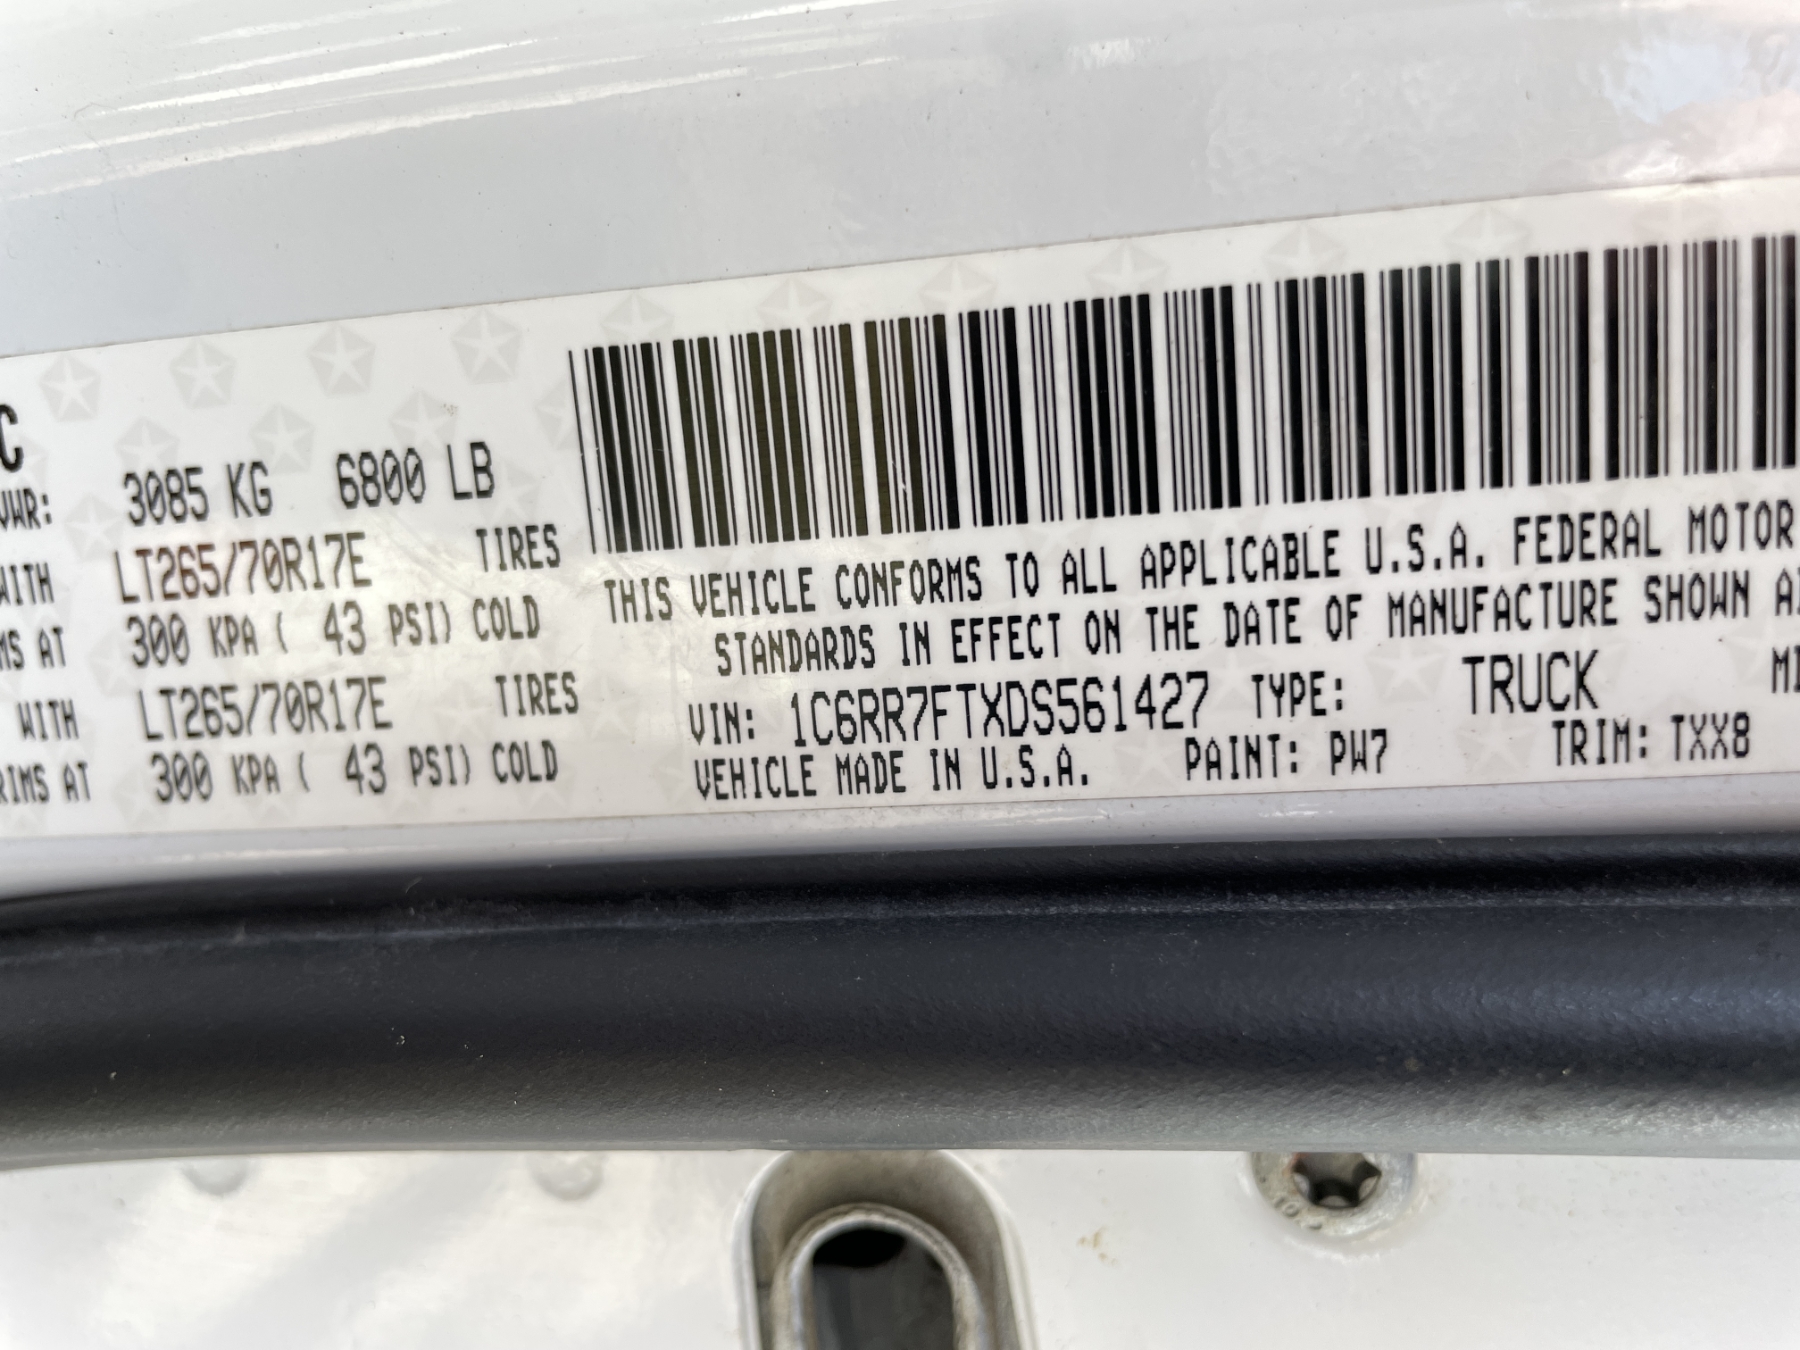 C
VWR: 3085 KG 6800 LB
WITH LT265/70R17E TIRES
MS AT 300 KPA ( 43 PSI) COLD
WITH LT265/70R17E TIRES
RIMS AT 300 KPA ( 43 PSI) COLD
THIS VEHICLE CONFORMS TO ALL APPLICABLE U.S.A. FEDERAL MOTOR
STANDARDS IN EFFECT ON THE DATE OF MANUFACTURE SHOWN
VIN: 1C6RR7FTXDS561427 TYPE: TRUCK
VEHICLE MADE IN U.S.A. PAINT: PW7 TRIM: TXX8